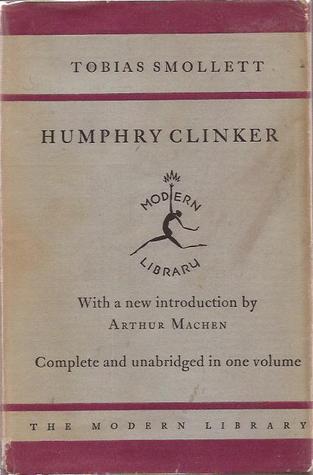 TOBIAS SMOLLETT
HUMPHRY CLINKER
MODERN
LIBRARY
With a new introduction by
ARTHUR MACHEN
Complete and unabridged in one volume
THE MODERN LIBRARY